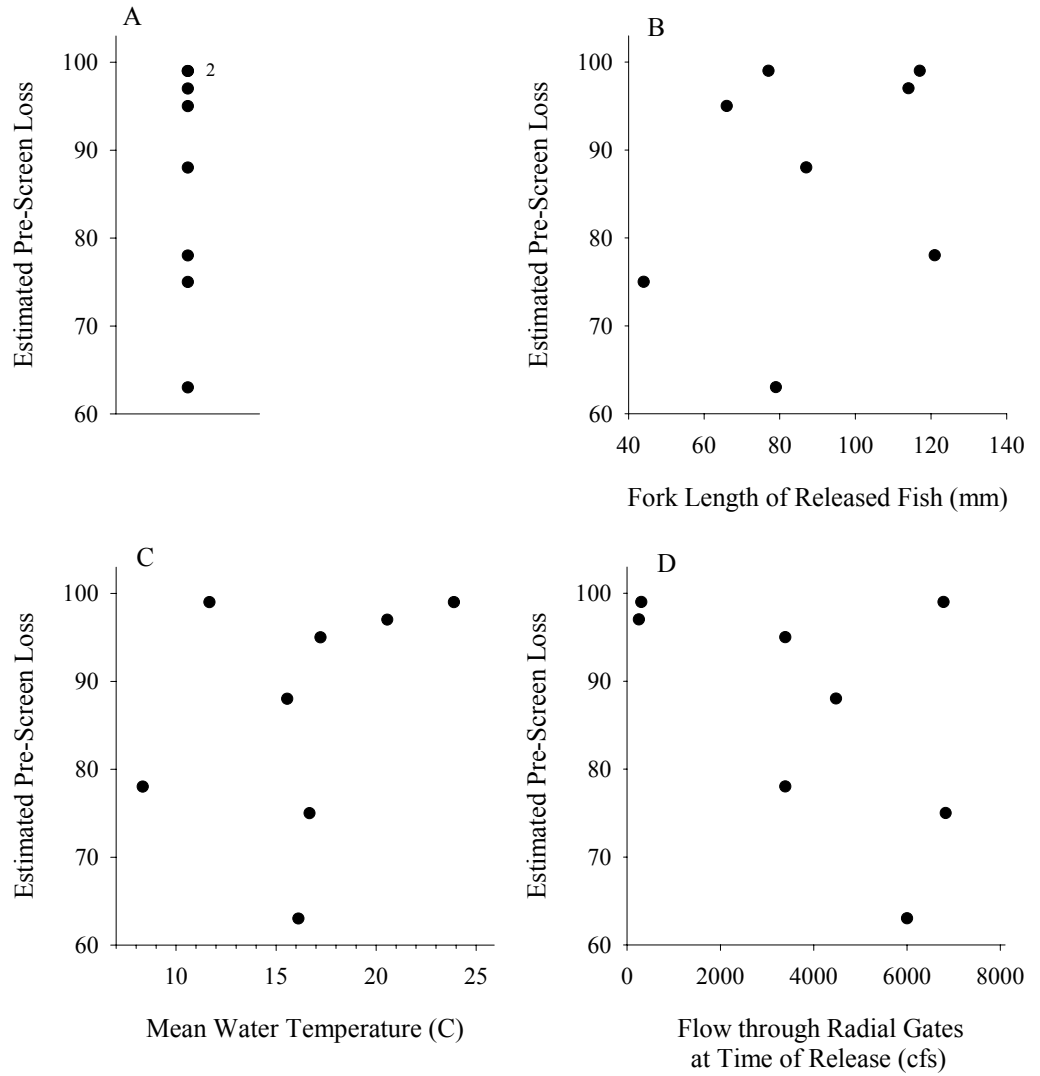 A
Estimated Pre-Screen Loss
100
90
80
70
60
2
B
Estimated Pre-Screen Loss
100
90
80
70
60
40 60 80 100 120 140
Fork Length of Released Fish (mm)
C
Estimated Pre-Screen Loss
100
90
80
70
60
10 15 20 25
Mean Water Temperature (C)
D
Estimated Pre-Screen Loss
100
90
80
70
60
0 2000 4000 6000 8000
Flow through Radial Gates
at Time of Release (cfs)